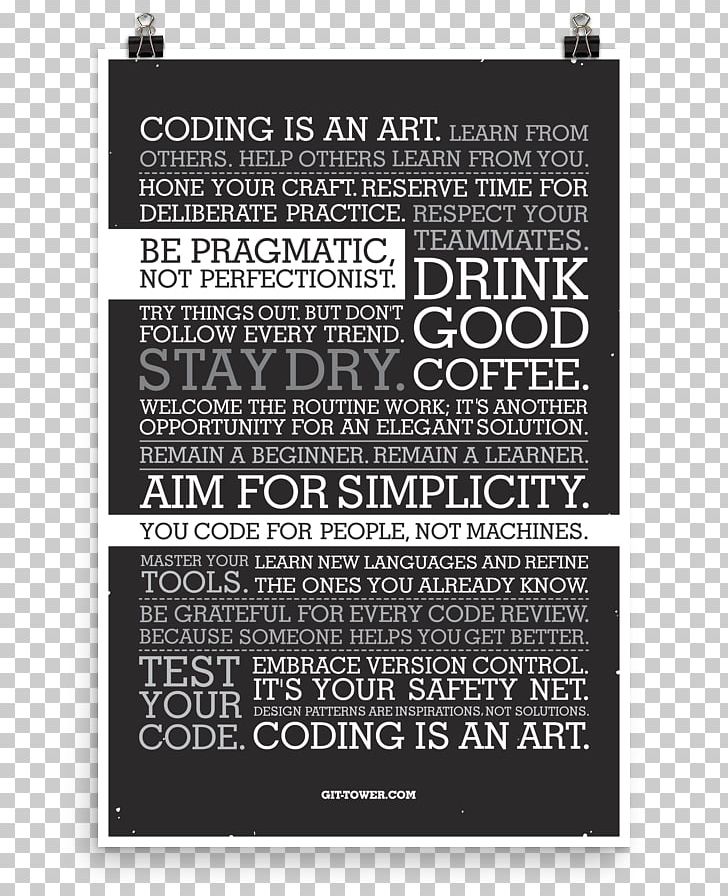 CODING IS AN ART. LEARN FROM
OTHERS. HELP OTHERS LEARN FROM YOU.
HONE YOUR CRAFT. RESERVE TIME FOR
DELIBERATE PRACTICE. RESPECT YOUR
TEAMMATES.
BE PRAGMATIC,
NOT PERFECTIONIST.
DRINK
GOOD
COFFEE.
TRY THINGS OUT. BUT DON'T
FOLLOW EVERY TREND.
STAY DRY.
WELCOME THE ROUTINE WORK; IT'S ANOTHER
OPPORTUNITY FOR AN ELEGANT SOLUTION.
REMAIN A BEGINNER. REMAIN A LEARNER.
AIM FOR SIMPLICITY.
YOU CODE FOR PEOPLE, NOT MACHINES.
MASTER YOUR
TOOLS.
LEARN NEW LANGUAGES AND REFINE
THE ONES YOU ALREADY KNOW.
BE GRATEFUL FOR EVERY CODE REVIEW.
BECAUSE SOMEONE HELPS YOU GET BETTER.
TEST
YOUR
CODE.
EMBRACE VERSION CONTROL.
IT'S YOUR SAFETY NET.
DESIGN PATTERNS ARE INSPIRATIONS, NOT SOLUTIONS.
CODING IS AN ART.
GIT-TOWER.COM